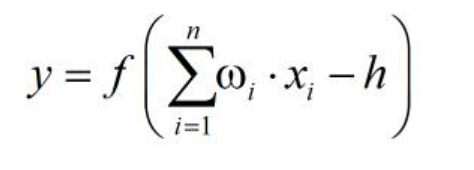 y = f( ∑_{i=1}^{n} ω_i · x_i − h )